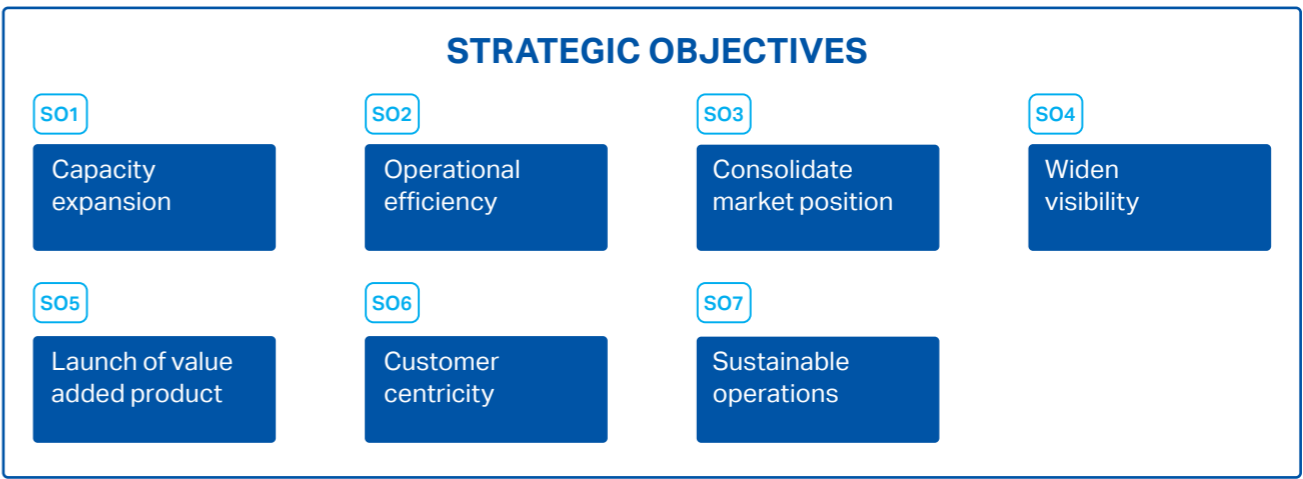 STRATEGIC OBJECTIVES
SO1
Capacity
expansion
SO2
Operational
efficiency
SO3
Consolidate
market position
SO4
Widen
visibility
SO5
Launch of value
added product
SO6
Customer
centricity
SO7
Sustainable
operations